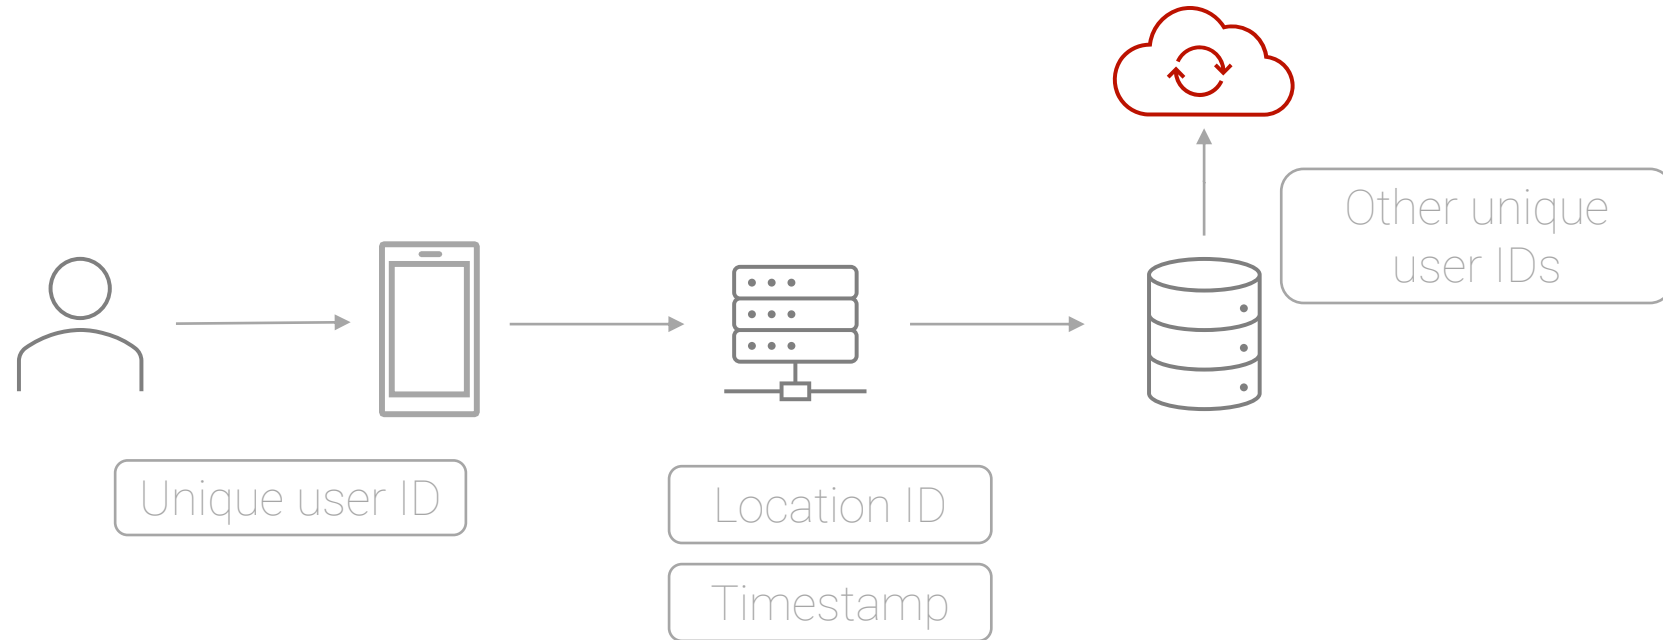 Other unique
user IDs
Unique user ID
Location ID
Timestamp